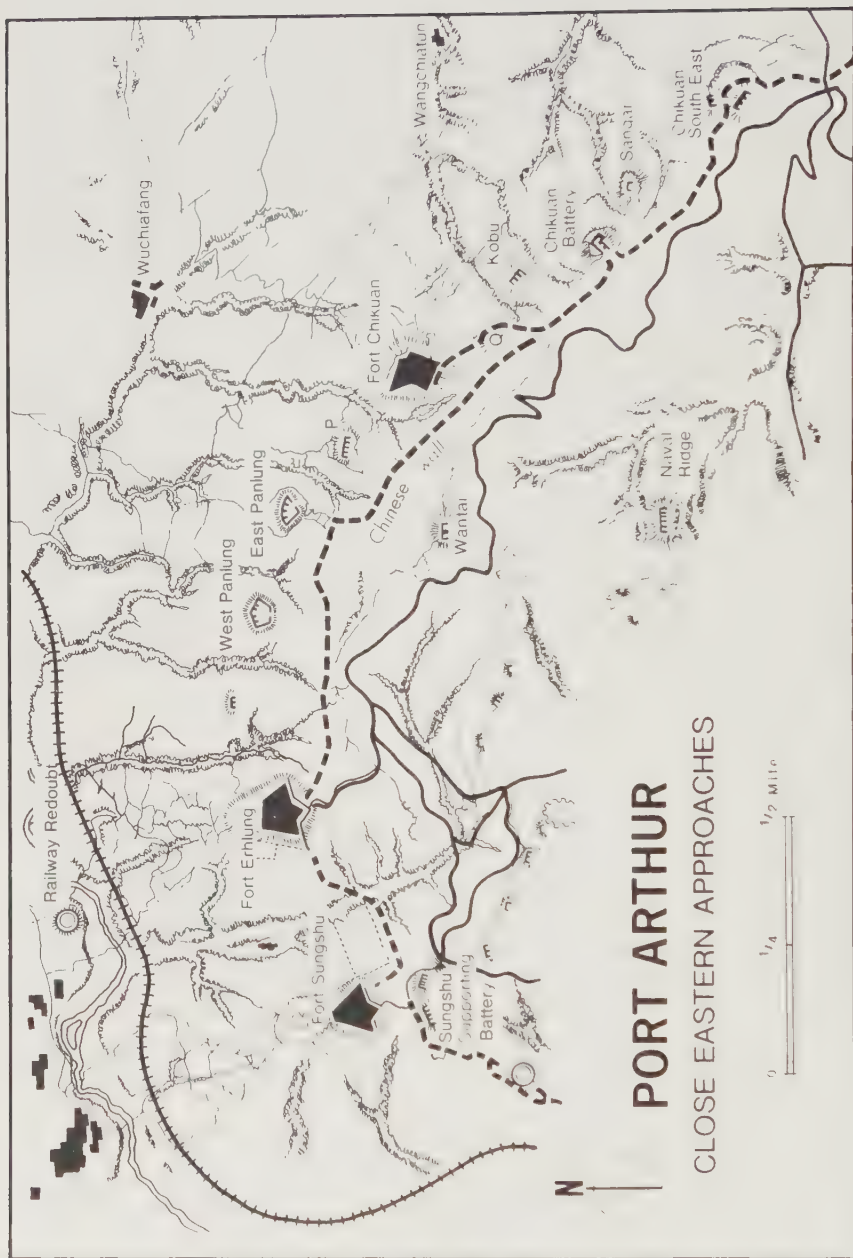 Railway Redoubt
Wuchiafang
West Panlung
East Panlung
P
Fort Erhlung
Fort Sungshu
Fort Chikuan
Wangchiatun
Kobu
Q
Chinese Wall
Chikuan
Battery
R
Sanaar
Wantai
Sungshu
Supporting
Battery
Chikuan
South East
Naval
Ridge
N
PORT ARTHUR
CLOSE EASTERN APPROACHES
0
1/4
1/2 Mile